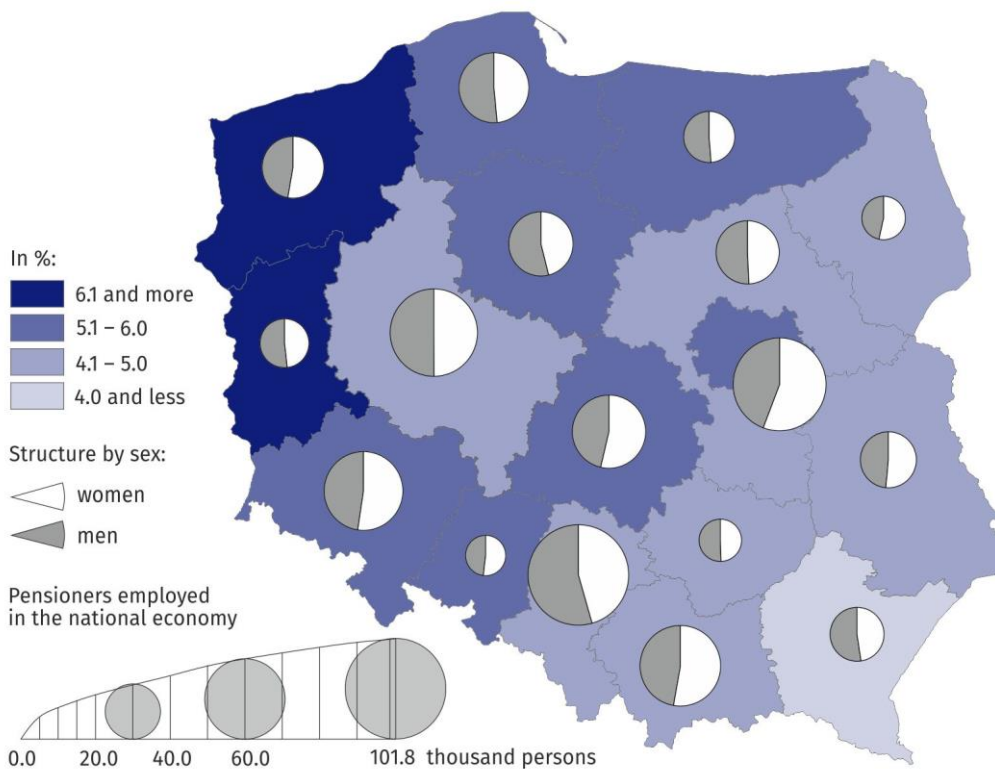 In %:
6.1 and more
5.1 – 6.0
4.1 – 5.0
4.0 and less
Structure by sex:
women
men
Pensioners employed
in the national economy
0.0 20.0 40.0 60.0 101.8 thousand persons